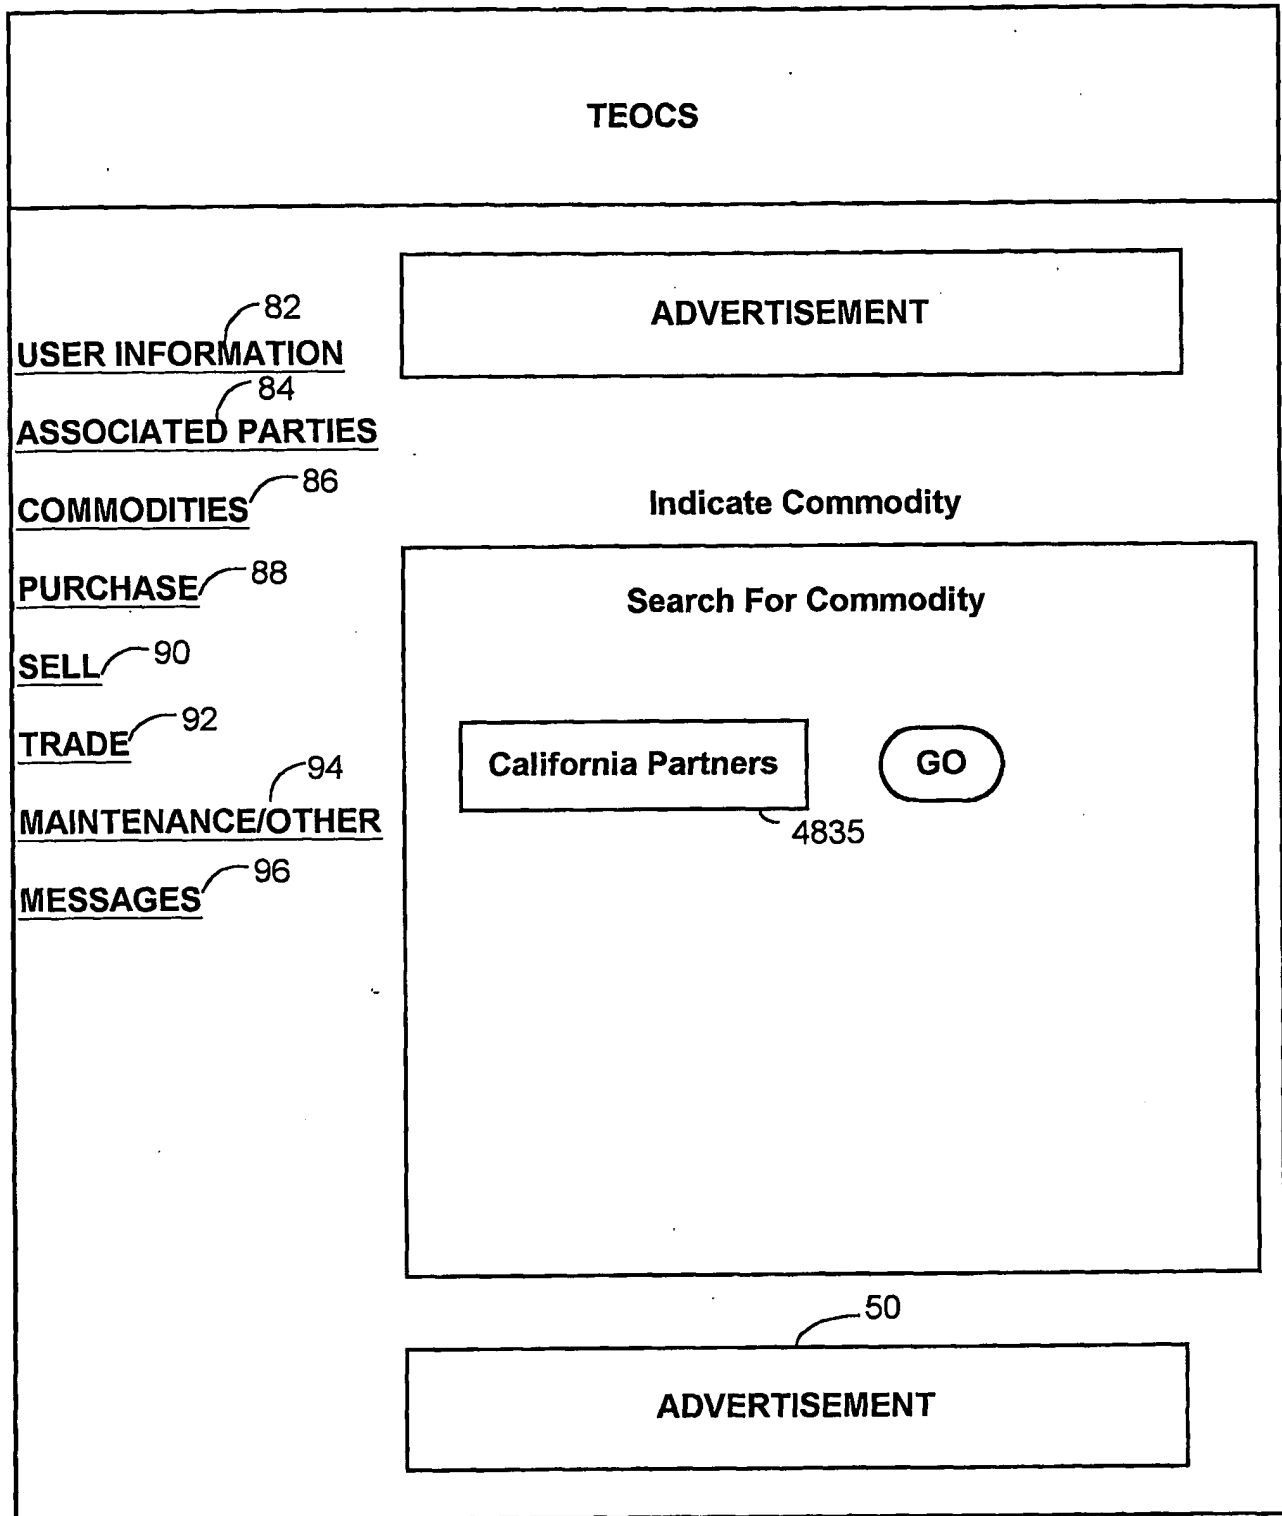 TEOCS
ADVERTISEMENT
82
USER INFORMATION
84
ASSOCIATED PARTIES
86
COMMODITIES
Indicate Commodity
88
PURCHASE
Search For Commodity
90
SELL
92
TRADE
California Partners
GO
94
MAINTENANCE/OTHER
4835
96
MESSAGES
50
ADVERTISEMENT